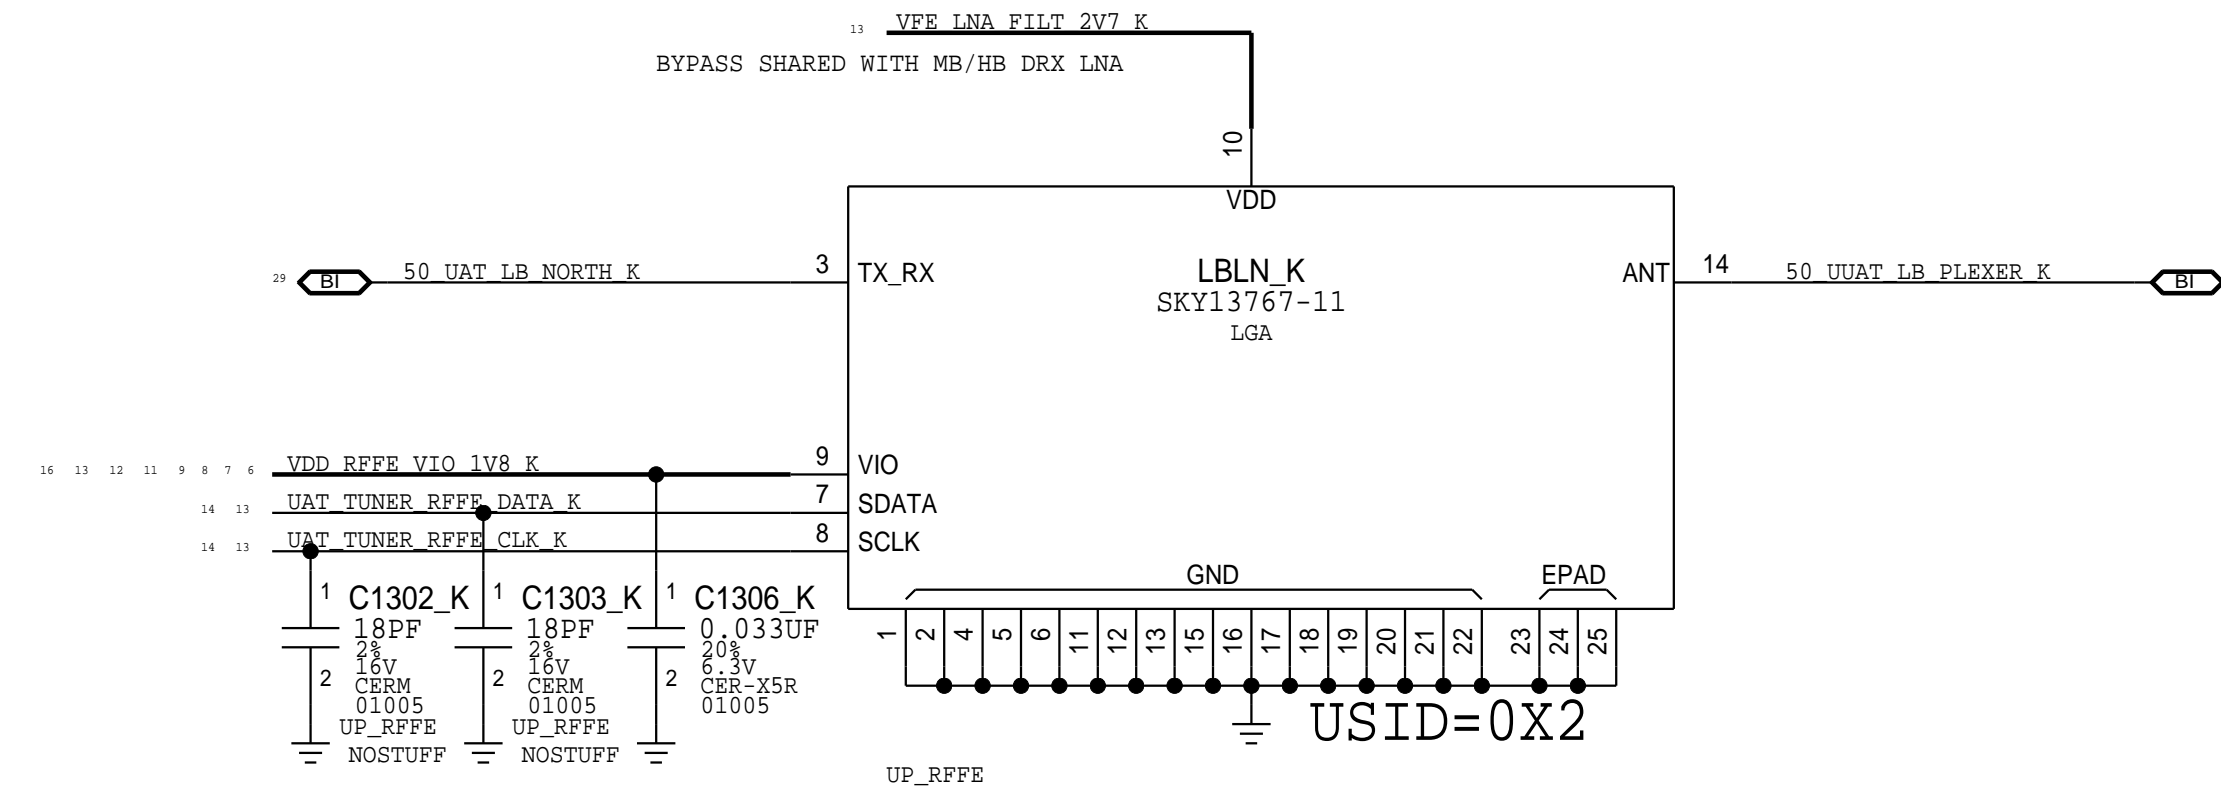 13 VFE_LNA_FILT_2V7_K
BYPASS SHARED WITH MB/HB DRX LNA
10
VDD
29 BI 50_UAT_LB_NORTH_K 3 TX_RX
LBLN_K
SKY13767-11
LGA
ANT 14 50_UUAT_LB_PLEXER_K BI
16 13 12 11 9 8 7 6 VDD_RFFE_VIO_1V8_K 9 VIO
14 13 UAT_TUNER_RFFE_DATA_K 7 SDATA
14 13 UAT_TUNER_RFFE_CLK_K 8 SCLK
GND EPAD
1 2 4 5 6 11 12 13 15 16 17 18 19 20 21 22 23 24 25
1 C1302_K
18PF
2%
16V
2 CERM
01005
UP_RFFE
NOSTUFF
1 C1303_K
18PF
2%
16V
2 CERM
01005
UP_RFFE
NOSTUFF
1 C1306_K
0.033UF
20%
6.3V
2 CER-X5R
01005
USID=0X2
UP_RFFE